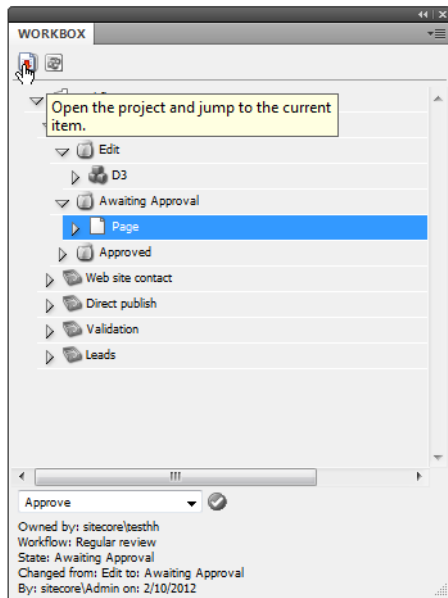 WORKBOX
Open the project and jump to the current
item.
Edit
D3
Awaiting Approval
Page
Approved
Web site contact
Direct publish
Validation
Leads
Approve
Owned by: sitecore\testhh
Workflow: Regular review
State: Awaiting Approval
Changed from: Edit to: Awaiting Approval
By: sitecore\Admin on: 2/10/2012